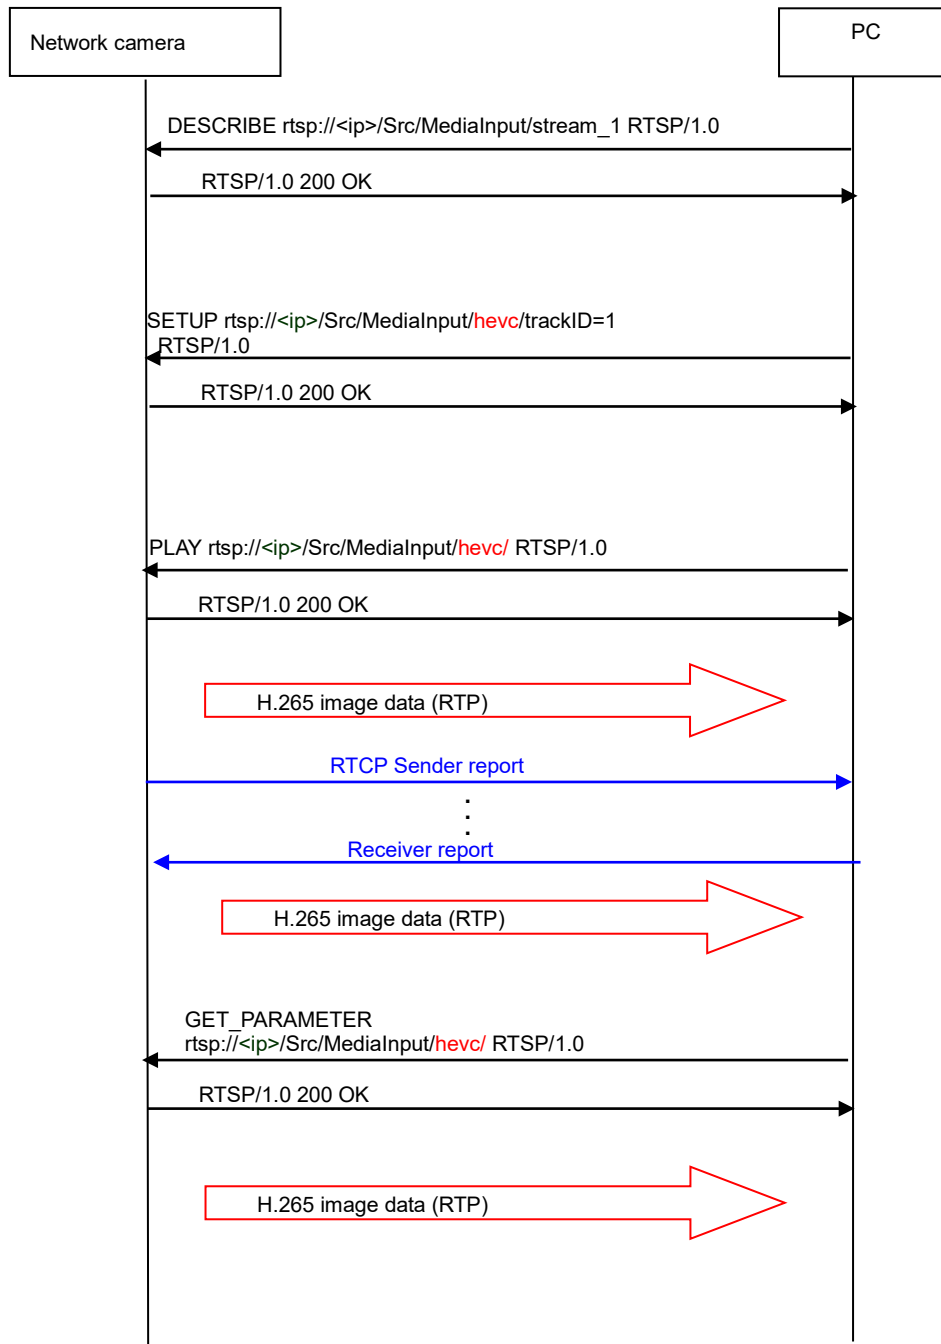 Network camera
PC
DESCRIBE rtsp://<ip>/Src/MediaInput/stream_1 RTSP/1.0
RTSP/1.0 200 OK
SETUP rtsp://<ip>/Src/MediaInput/hevc/trackID=1
RTSP/1.0
RTSP/1.0 200 OK
PLAY rtsp://<ip>/Src/MediaInput/hevc/ RTSP/1.0
RTSP/1.0 200 OK
H.265 image data (RTP)
RTCP Sender report
Receiver report
H.265 image data (RTP)
GET_PARAMETER
rtsp://<ip>/Src/MediaInput/hevc/ RTSP/1.0
RTSP/1.0 200 OK
H.265 image data (RTP)